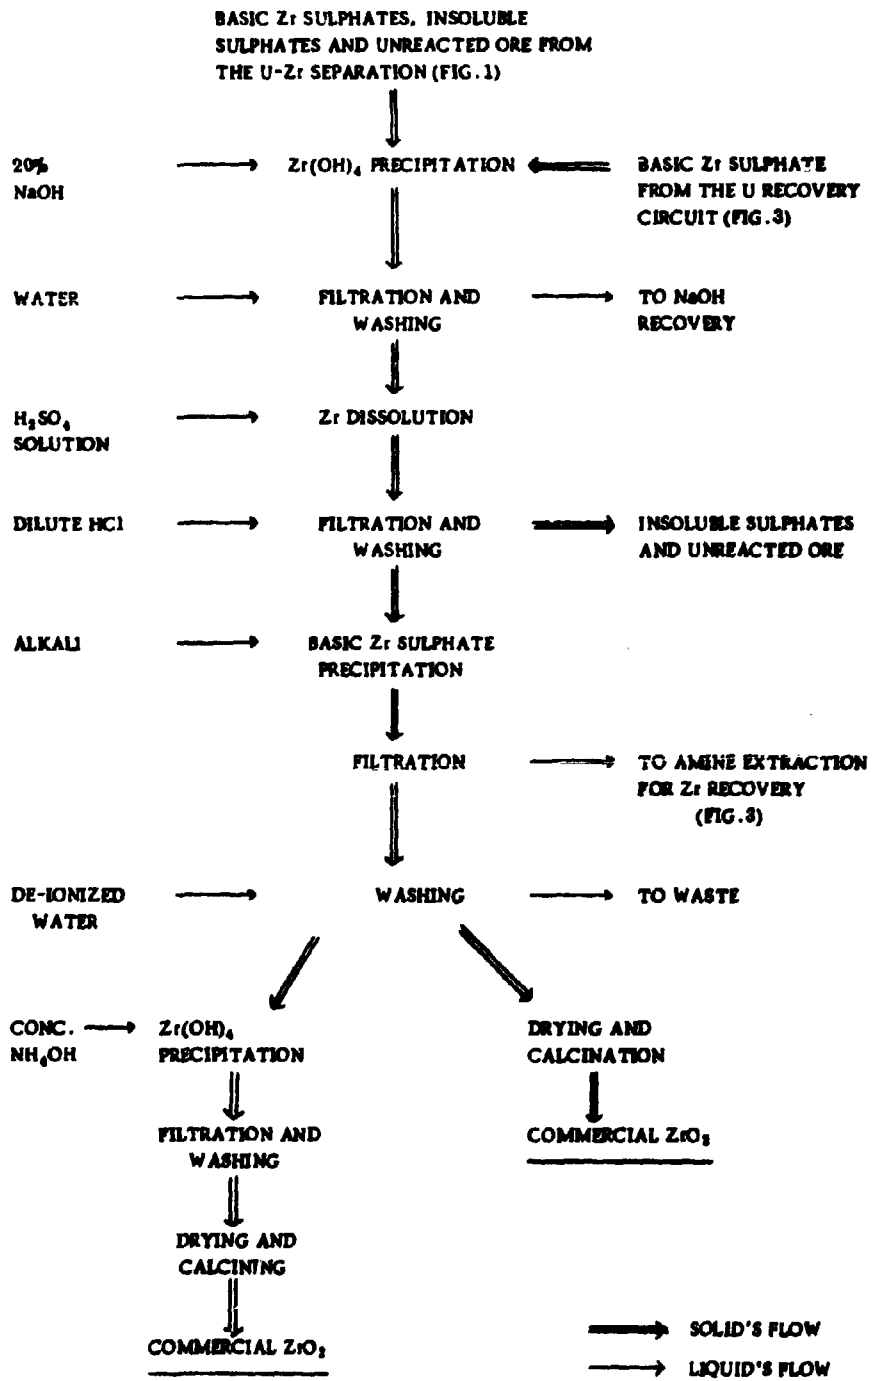 BASIC Zr SULPHATES, INSOLUBLE
SULPHATES AND UNREACTED ORE FROM
THE U-Zr SEPARATION (FIG.1)
20%
NaOH
Zr(OH)₄ PRECIPITATION
BASIC Zr SULPHATE
FROM THE U RECOVERY
CIRCUIT (FIG.3)
WATER
FILTRATION AND
WASHING
TO NaOH
RECOVERY
H₂SO₄
SOLUTION
Zr DISSOLUTION
DILUTE HCl
FILTRATION AND
WASHING
INSOLUBLE SULPHATES
AND UNREACTED ORE
ALKALI
BASIC Zr SULPHATE
PRECIPITATION
FILTRATION
TO AMINE EXTRACTION
FOR Zr RECOVERY
(FIG.3)
DE-IONIZED
WATER
WASHING
TO WASTE
CONC.
NH₄OH
Zr(OH)₄
PRECIPITATION
DRYING AND
CALCINATION
FILTRATION AND
WASHING
COMMERCIAL ZrO₂
DRYING AND
CALCINING
COMMERCIAL ZrO₂
SOLID'S FLOW
LIQUID'S FLOW